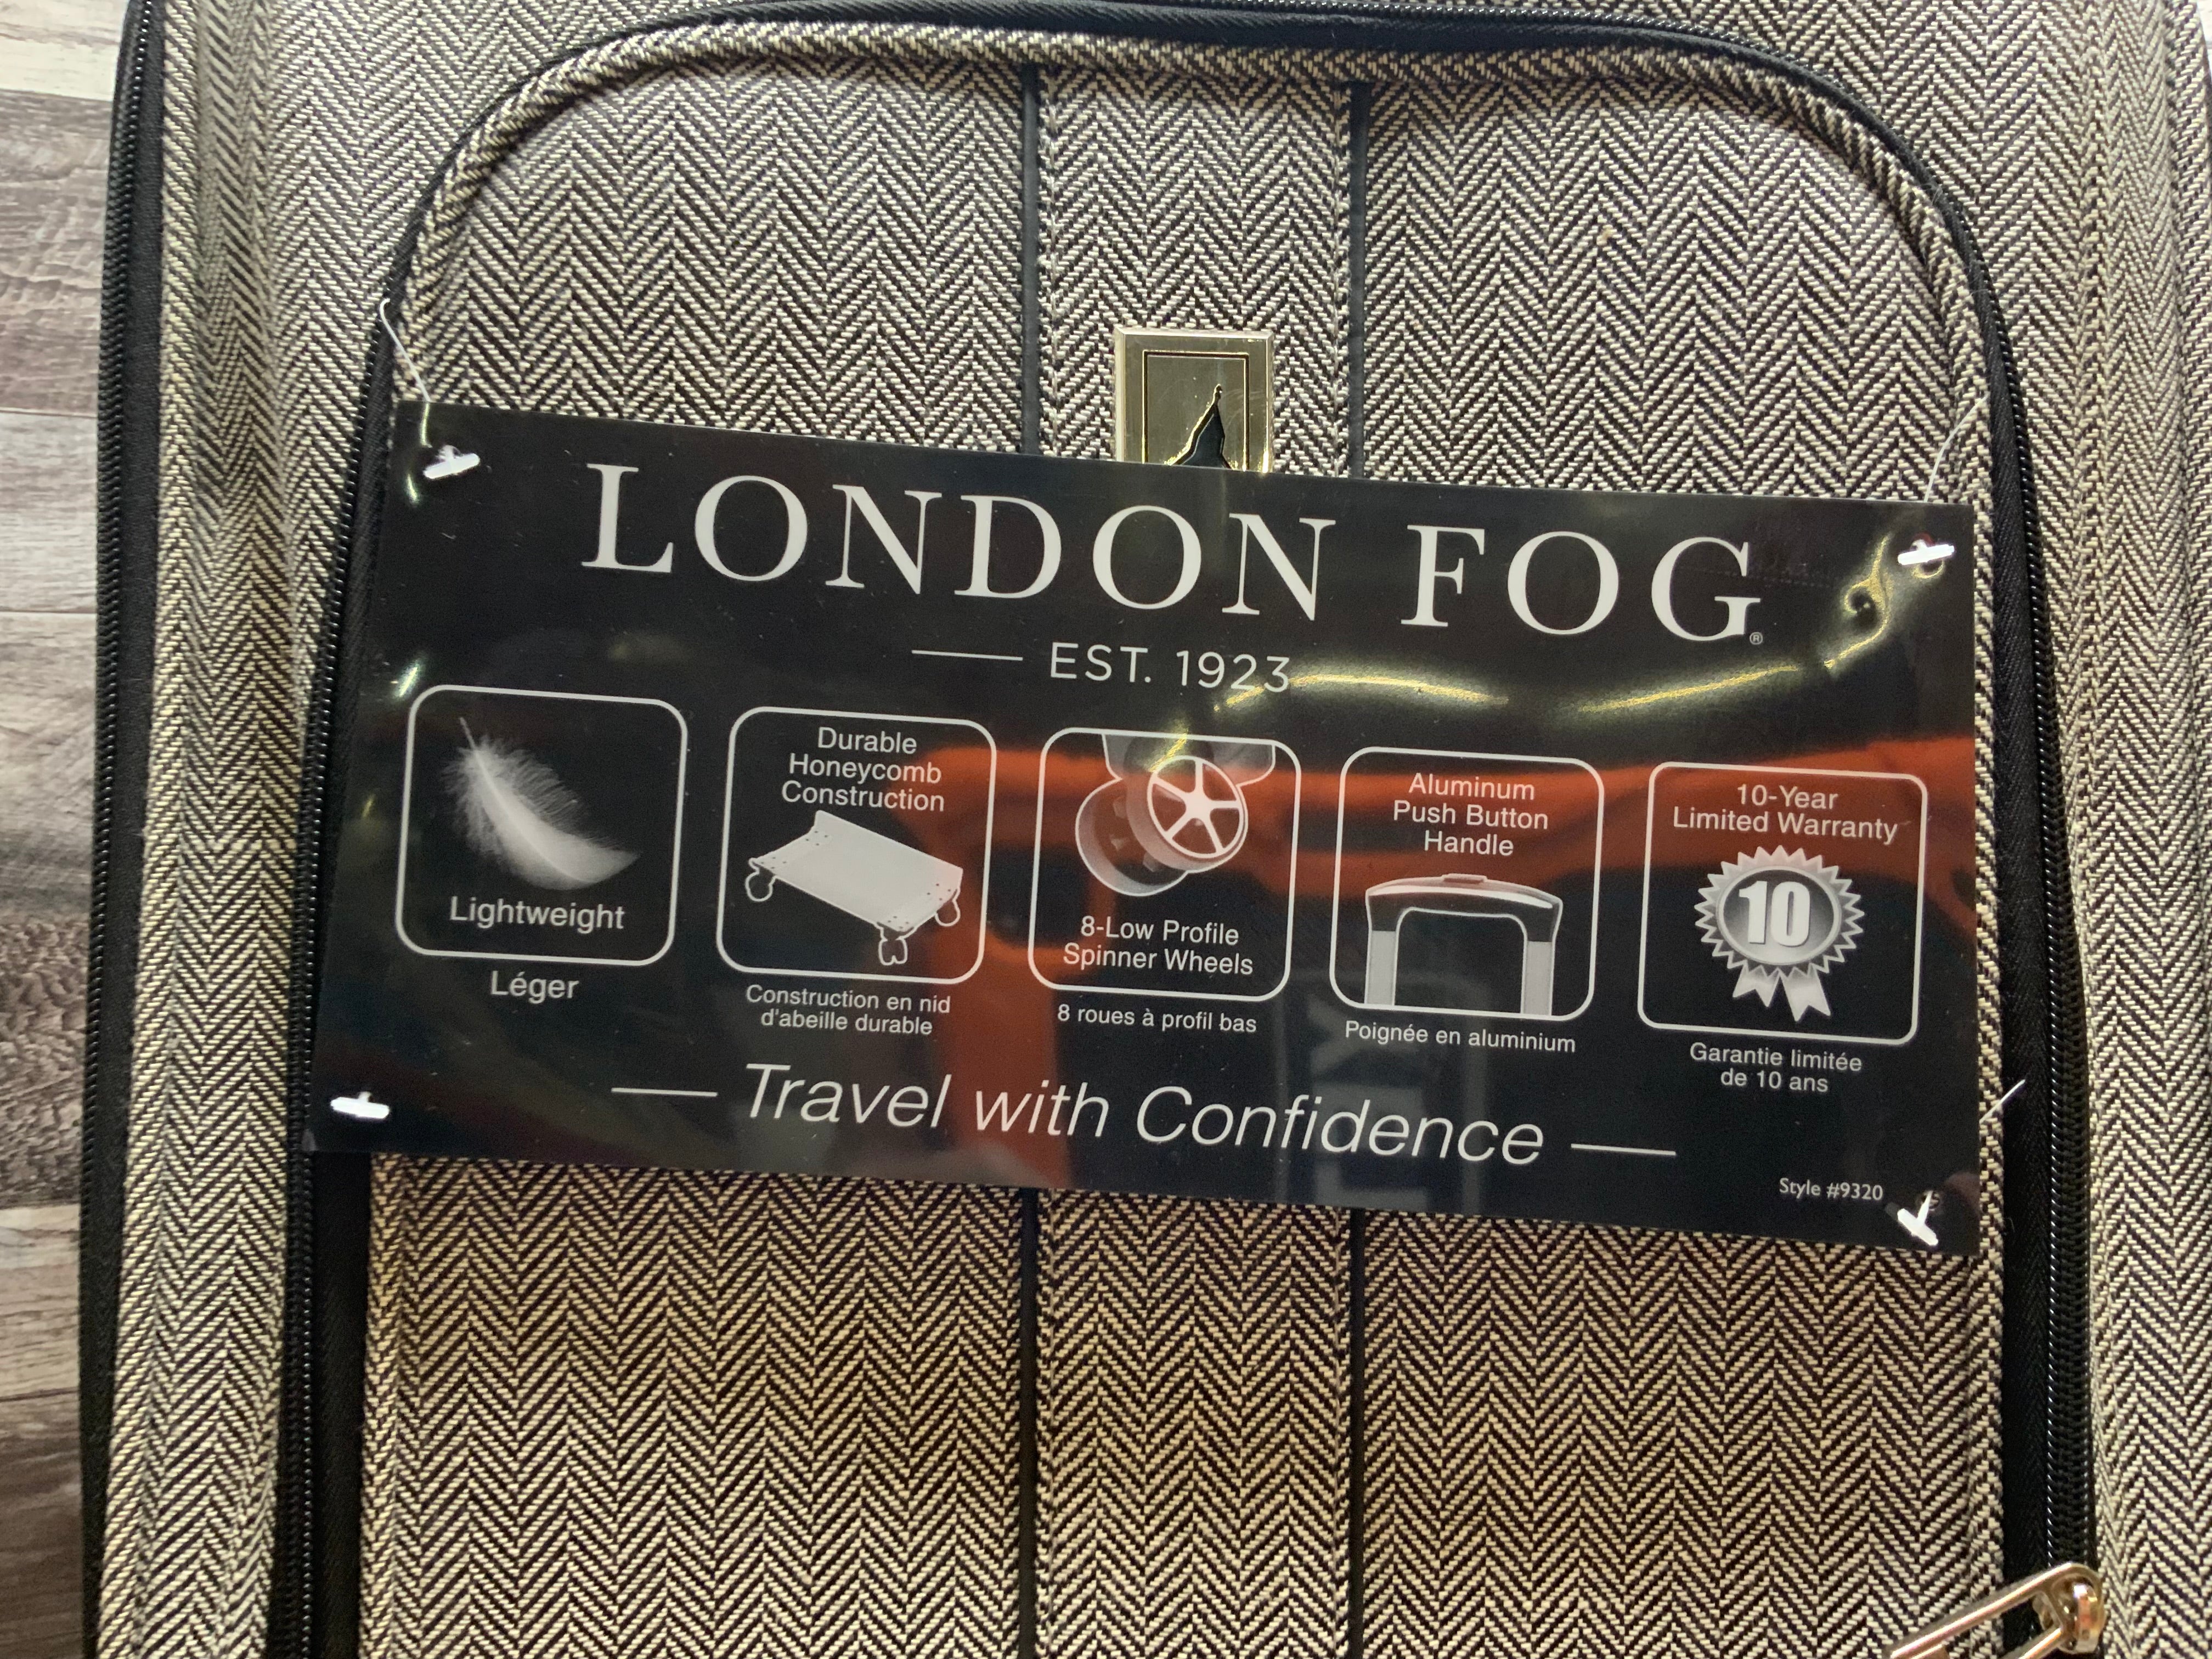 LONDON FOG®
EST. 1923
Lightweight
Léger
Durable
Honeycomb
Construction
Construction en nid
d'abeille durable
8-Low Profile
Spinner Wheels
8 roues à profil bas
Aluminum
Push Button
Handle
Poignée en aluminium
10-Year
Limited Warranty
10
Garantie limitée
de 10 ans
Travel with Confidence
Style #9320